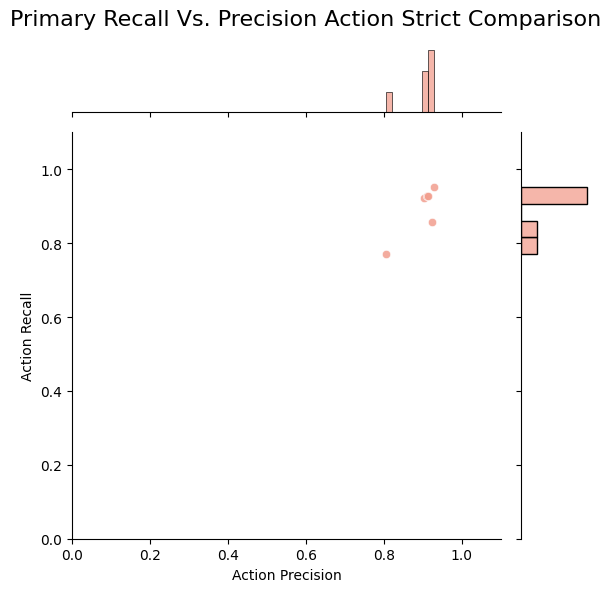 Primary Recall Vs. Precision Action Strict Comparison
1.0
0.8
Action Recall
0.6
0.4
0.2
0.0
0.0 0.2 0.4 0.6 0.8 1.0
Action Precision